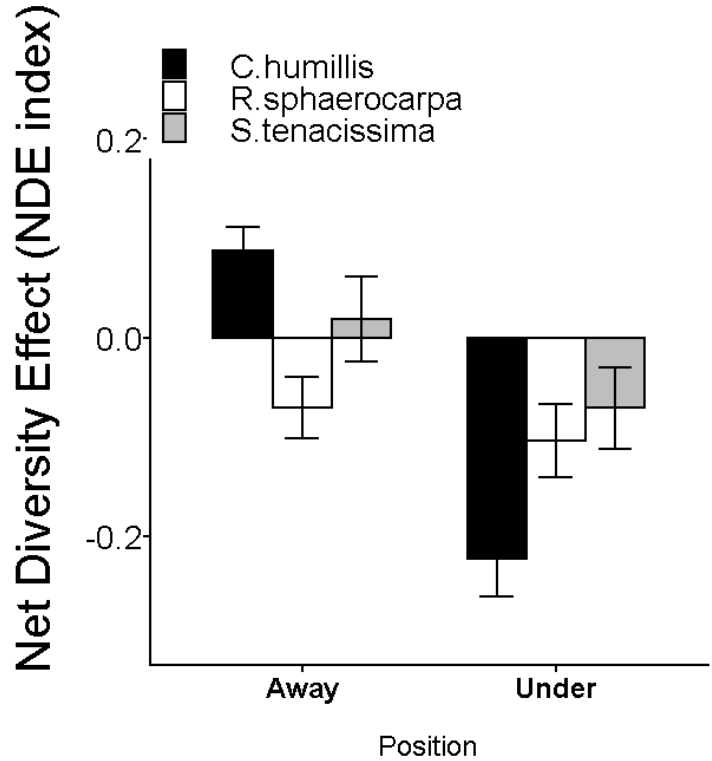 Net Diversity Effect (NDE index)
C.humillis
R.sphaerocarpa
S.tenacissima
0.2
0.0
-0.2
Away
Under
Position